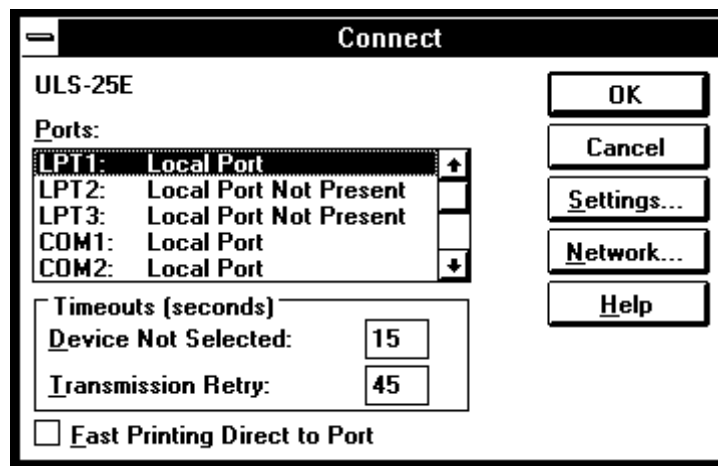 Connect
ULS-25E
Ports:
LPT1: Local Port
LPT2: Local Port Not Present
LPT3: Local Port Not Present
COM1: Local Port
COM2: Local Port
Timeouts (seconds)
Device Not Selected: 15
Transmission Retry: 45
Fast Printing Direct to Port
OK
Cancel
Settings...
Network...
Help